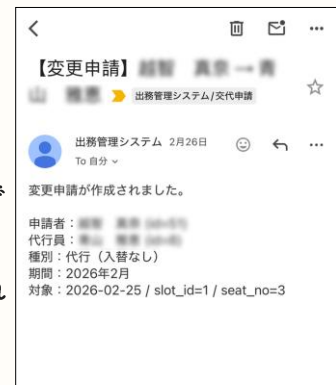 【変更申請】
出務管理システム/交代申請
出務管理システム 2月26日
To 自分
変更申請が作成されました。
申請者：
代行員：
種別：代行（入替なし）
期間：2026年2月
対象：2026-02-25 / slot_id=1 / seat_no=3